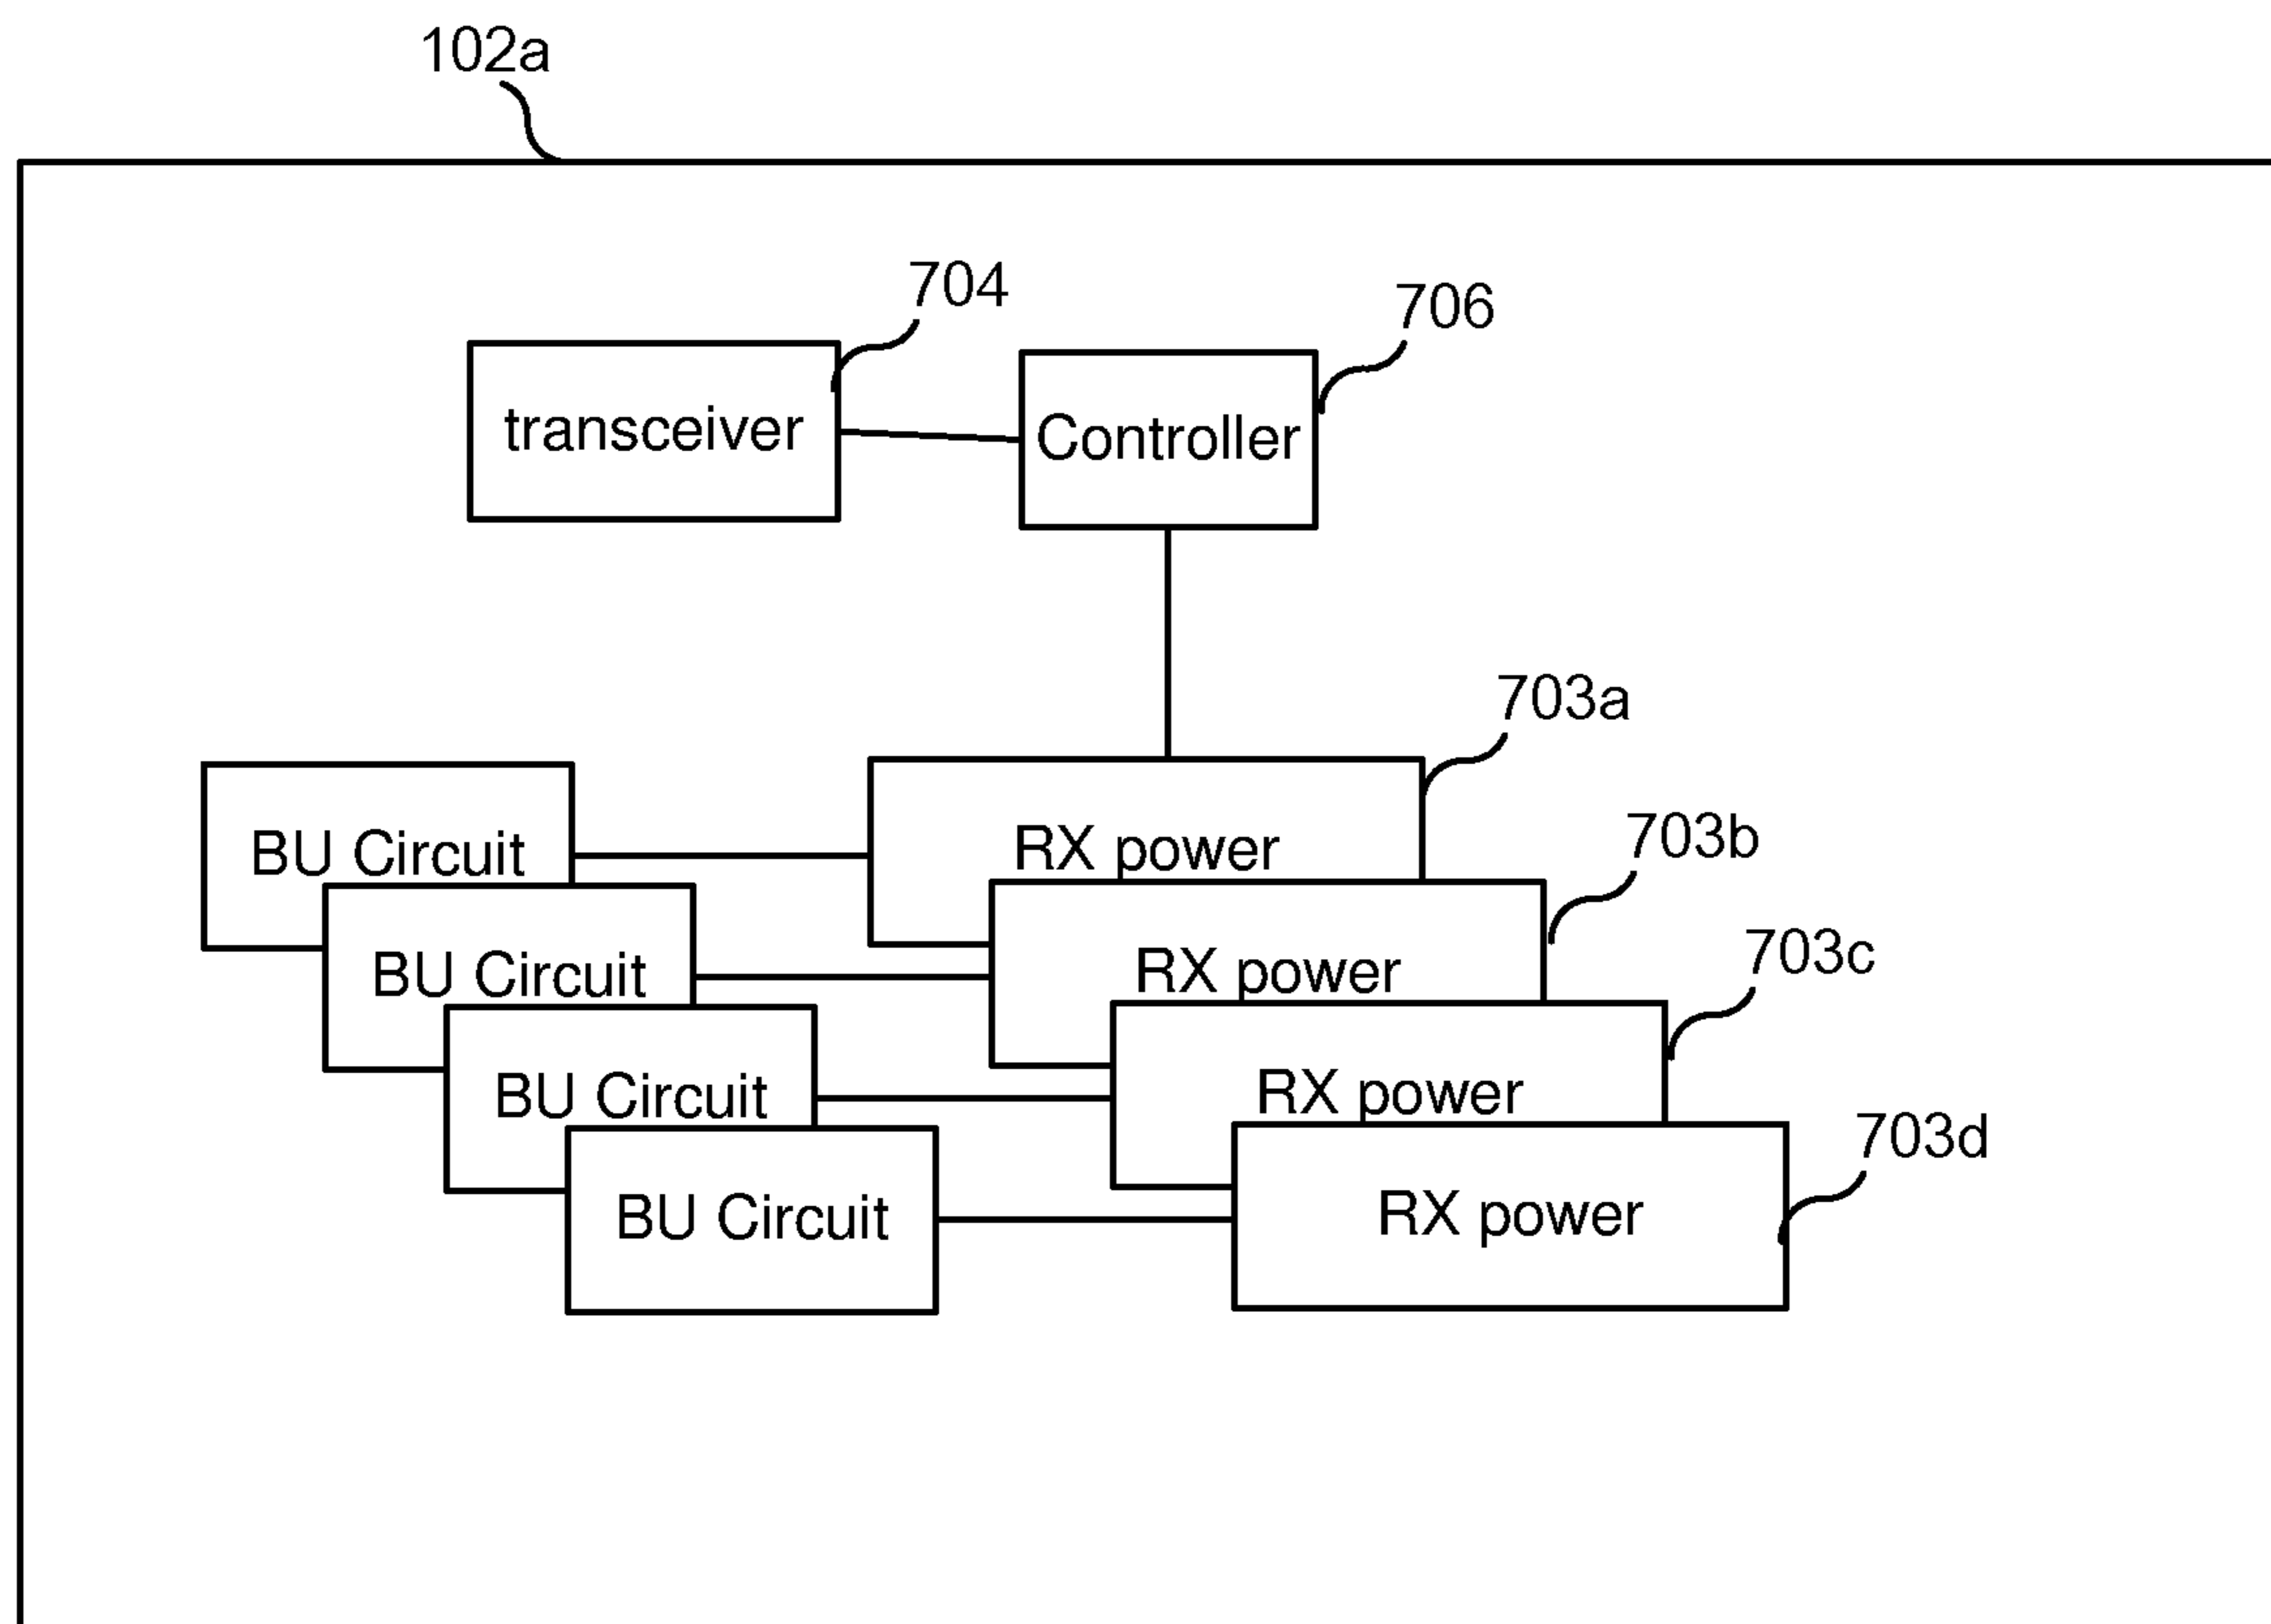 102a
704
706
transceiver
Controller
703a
703b
BU Circuit
RX power
703c
BU Circuit
RX power
BU Circuit
RX power
703d
BU Circuit
RX power